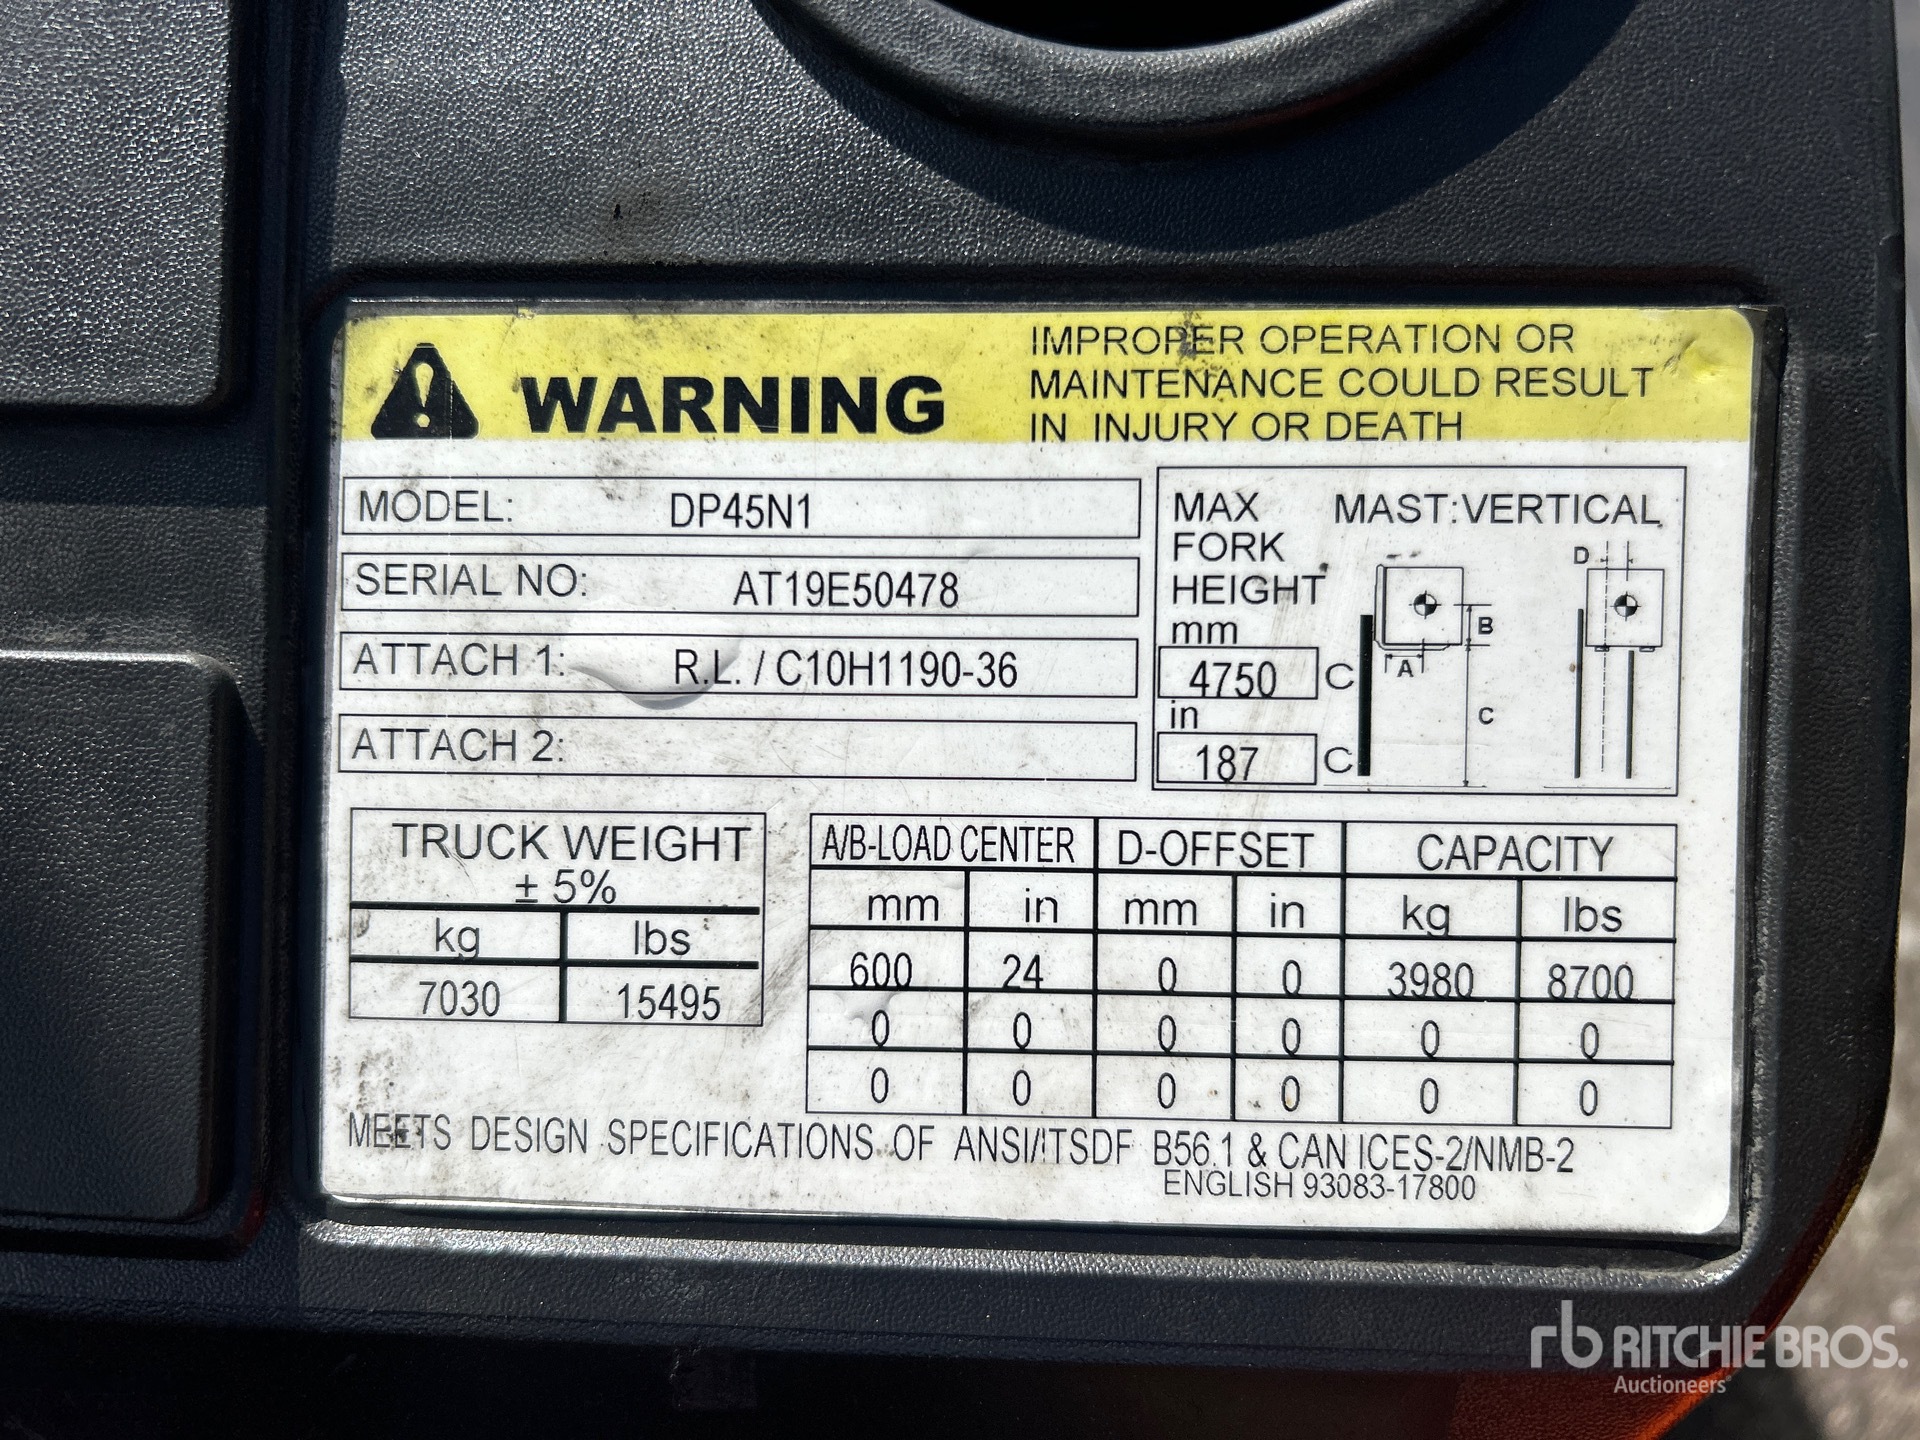 WARNING
IMPROPER OPERATION OR
MAINTENANCE COULD RESULT
IN INJURY OR DEATH
MODEL: DP45N1
SERIAL NO: AT19E50478
ATTACH 1: R.L. / C10H1190-36
ATTACH 2:
MAX MAST:VERTICAL
FORK
HEIGHT
mm
4750 C
in
187 C
D
B
A
C
TRUCK WEIGHT
± 5%
kg lbs
7030 15495
A/B-LOAD CENTER D-OFFSET CAPACITY
mm in mm in kg lbs
600 24 0 0 3980 8700
0 0 0 0 0 0
0 0 0 0 0 0
MEETS DESIGN SPECIFICATIONS OF ANSI/ITSDF B56.1 & CAN ICES-2/NMB-2
ENGLISH 93083-17800
rb RITCHIE BROS.
Auctioneers